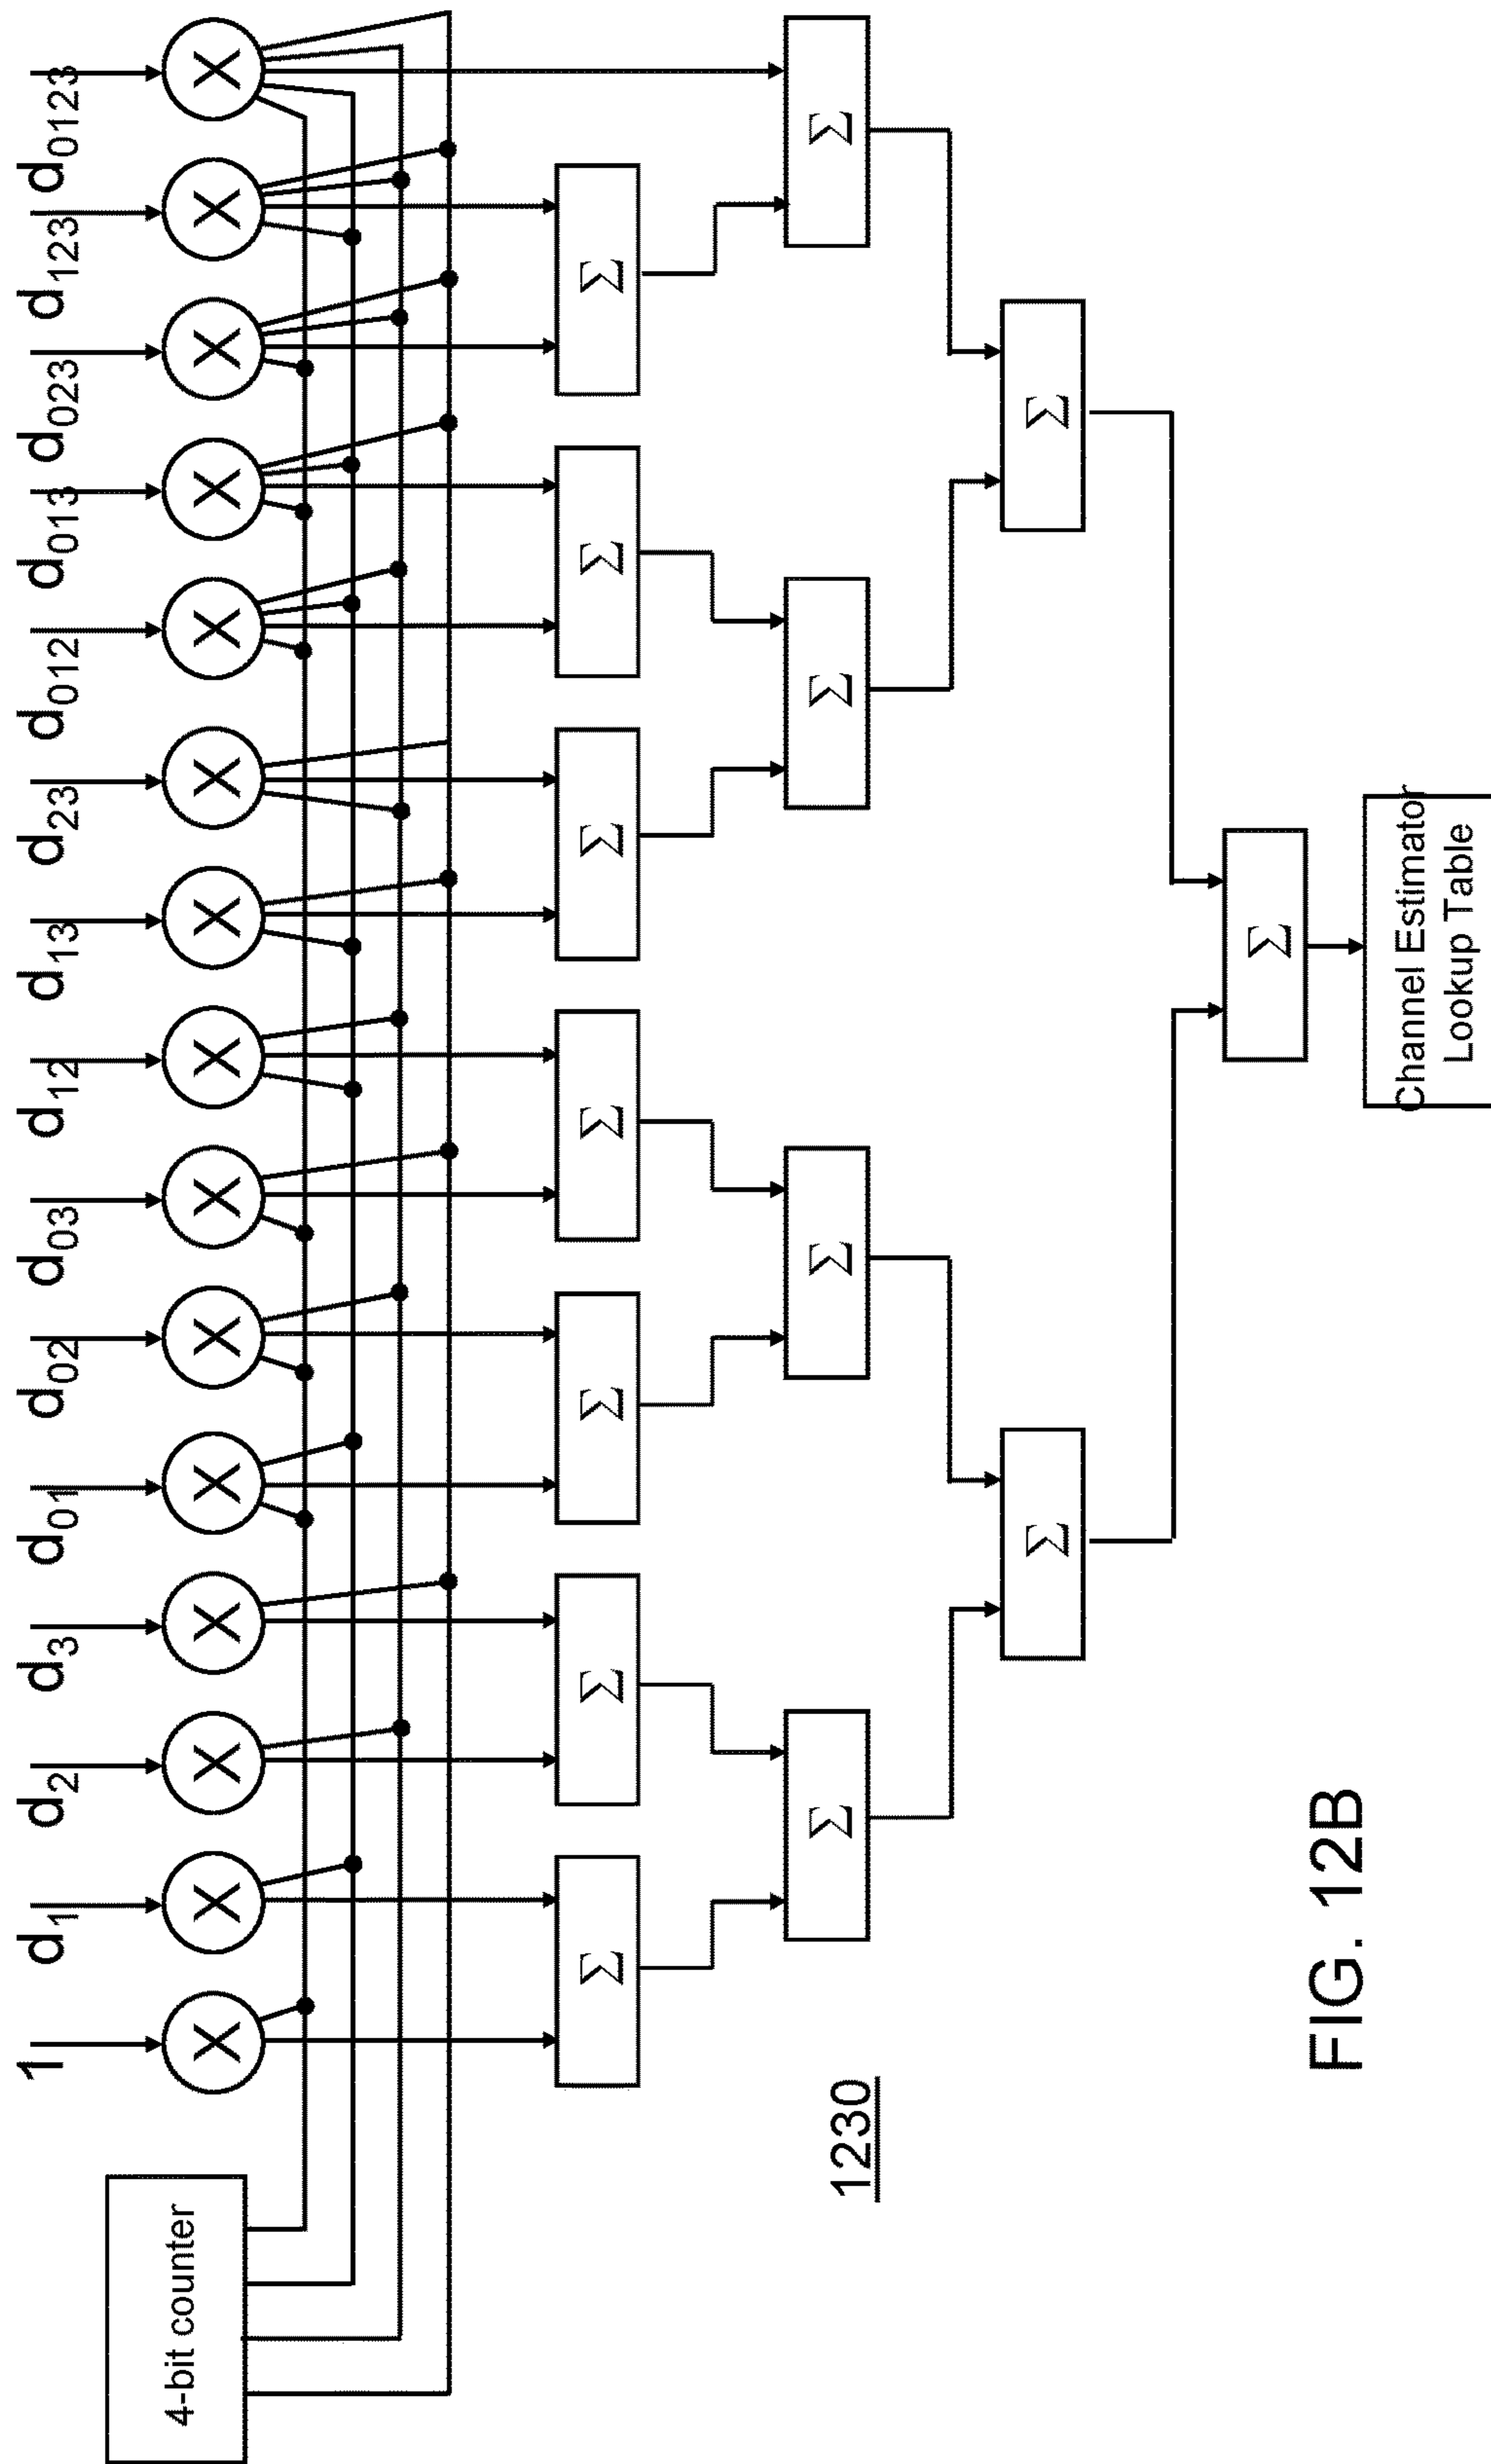 1 d1 d2 d3 d01 d02 d03 d12 d13 d23 d012 d013 d023 d123 d0123
X X X X X X X X X X X X X X X
4-bit counter
Σ Σ Σ Σ Σ Σ Σ
1230
Σ Σ Σ Σ
Σ Σ
Σ
FIG. 12B
Channel Estimator
Lookup Table